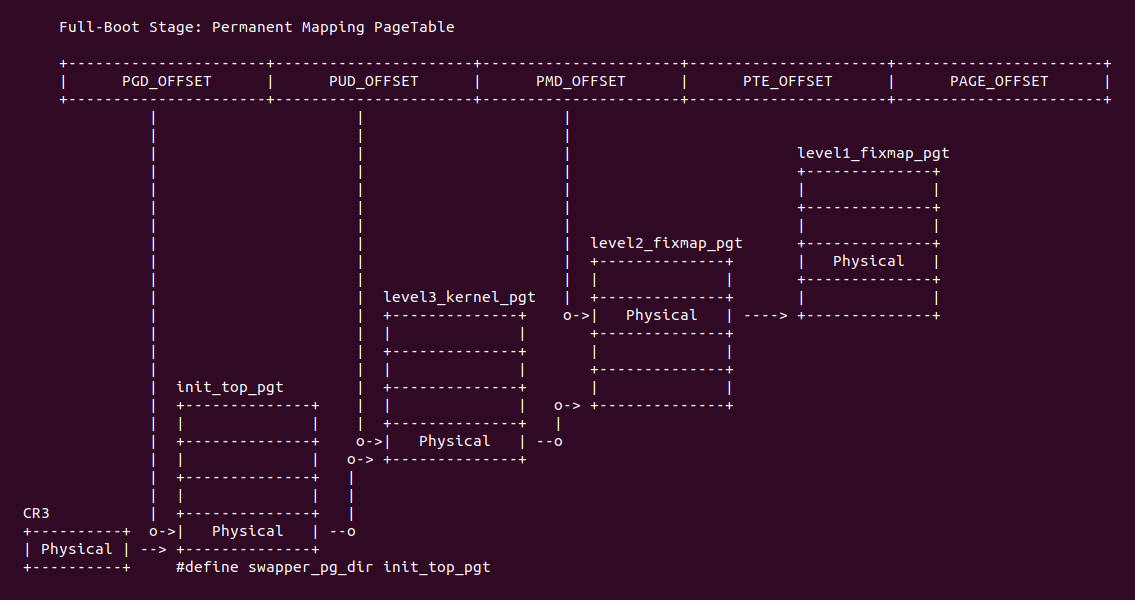 Full-Boot Stage: Permanent Mapping PageTable
PGD_OFFSET | PUD_OFFSET | PMD_OFFSET | PTE_OFFSET | PAGE_OFFSET
level1_fixmap_pgt
level2_fixmap_pgt
Physical
level3_kernel_pgt
Physical
init_top_pgt
Physical
CR3
Physical
Physical
#define swapper_pg_dir init_top_pgt